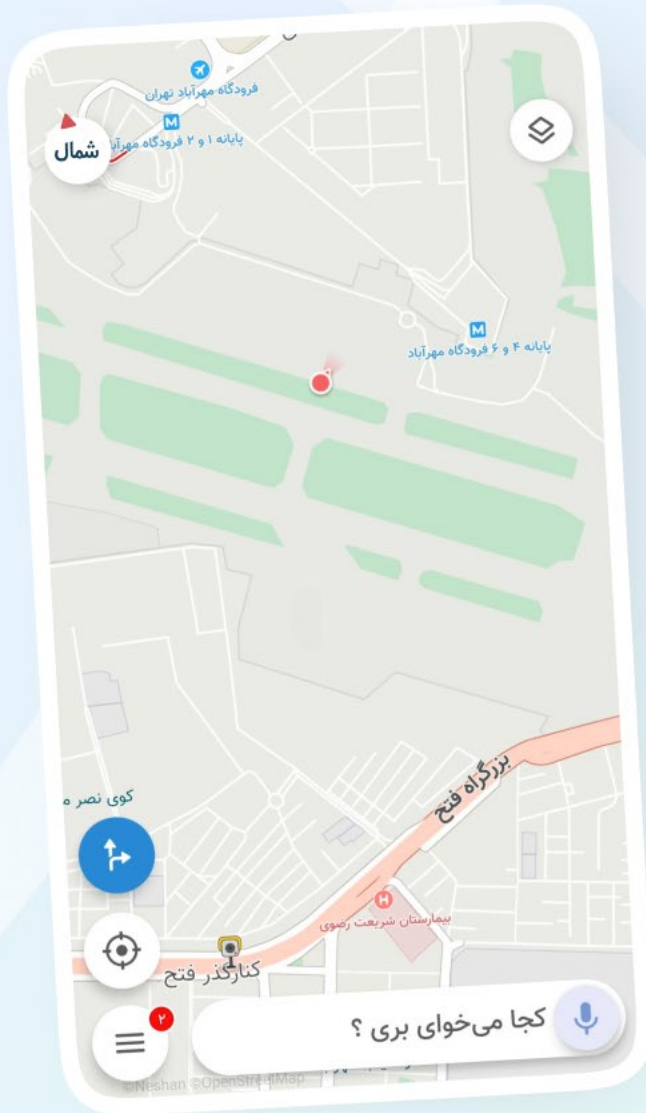 فرودگاه مهرآباد تهران
پایانه ۱ و ۲ فرودگاه مهرآباد
شمال
پایانه ۴ و ۶ فرودگاه مهرآباد
بزرگراه فتح
کوی نصر
بیمارستان شریعت رضوی
کنارگذر فتح
۲
کجا می‌خوای بری ؟
©Neshan ©OpenStreetMap